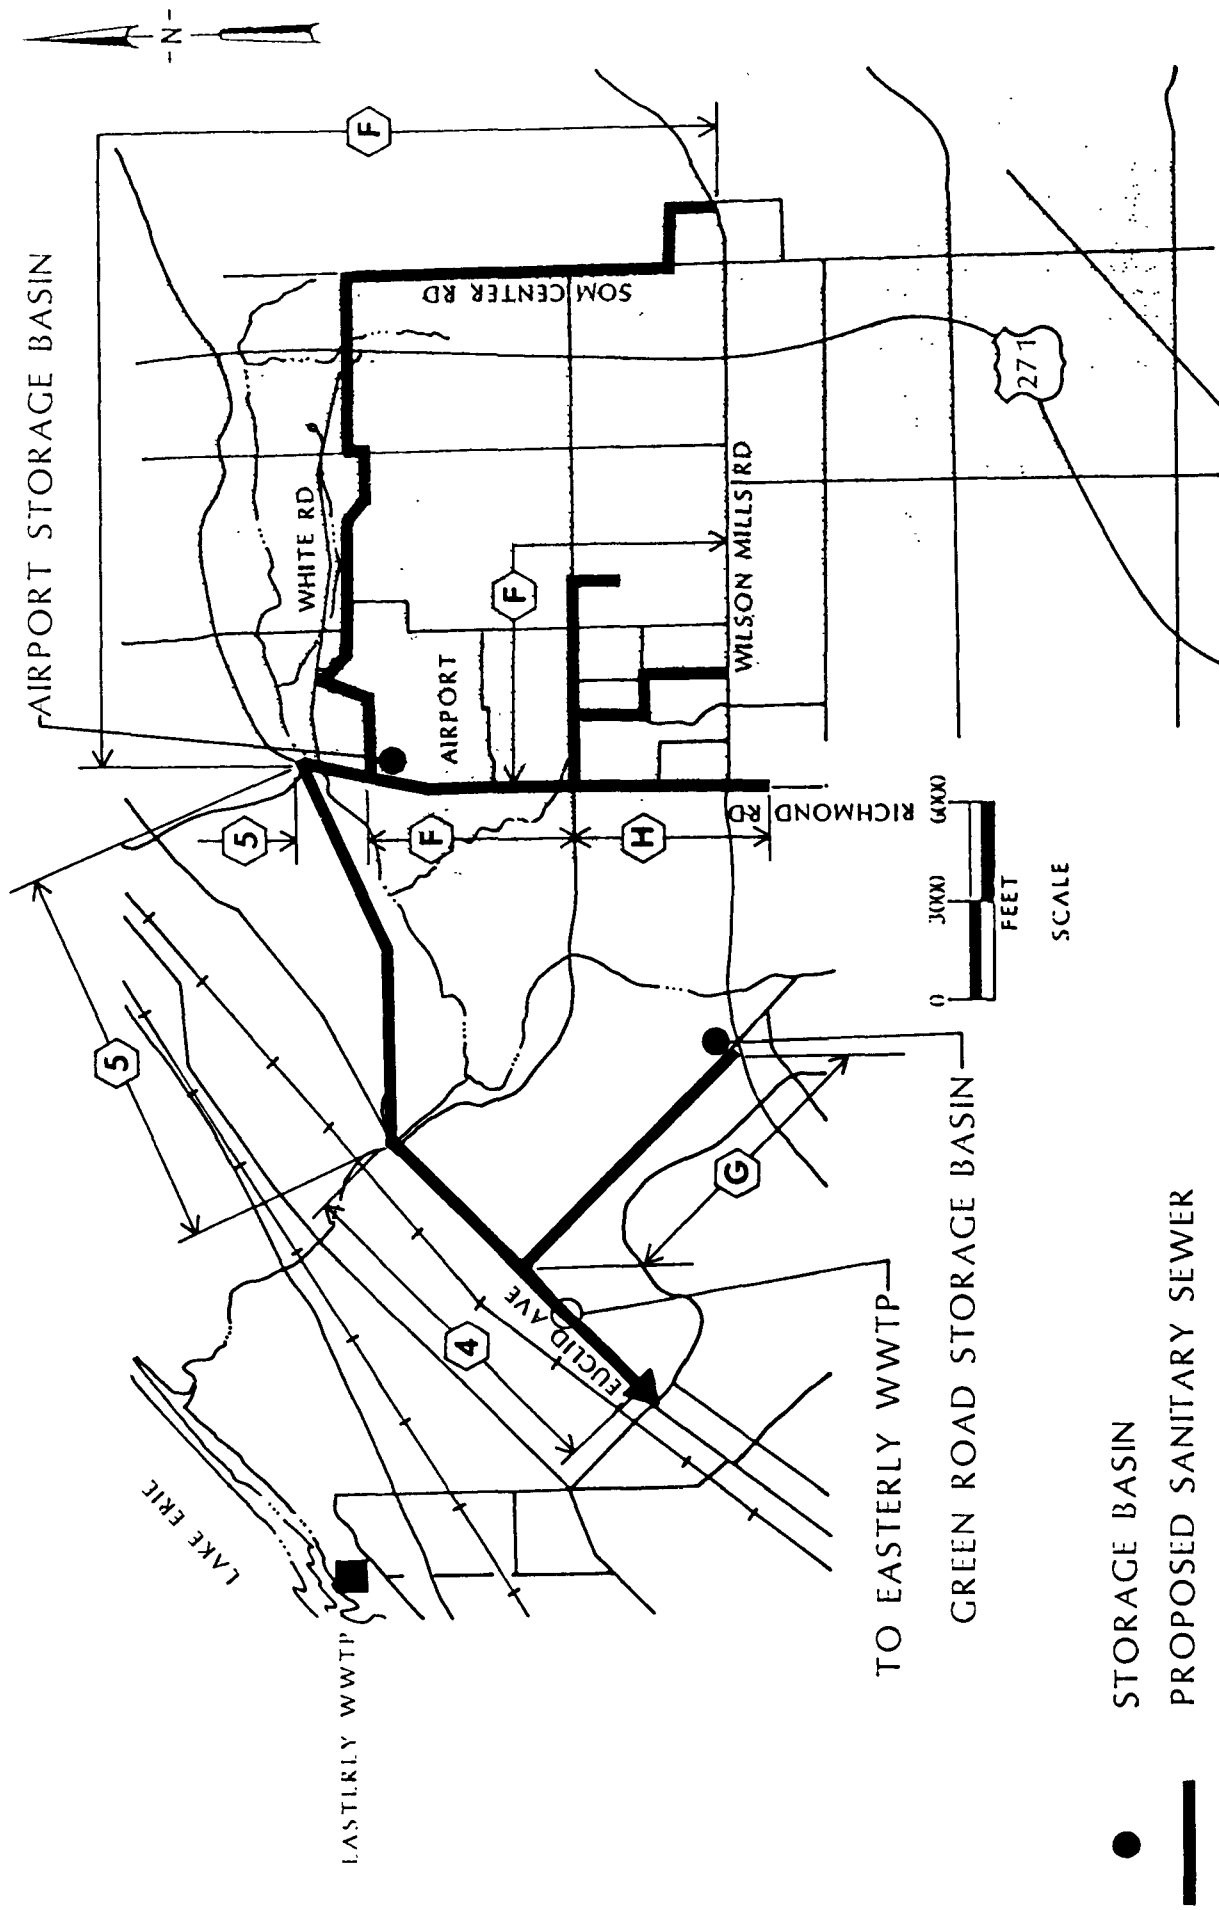 -N-
AIRPORT STORAGE BASIN
F
SOM CENTER RD
WHITE RD
271
F
AIRPORT
WILSON MILLS RD
RICHMOND RD
5
F
H
5
0 3000 6000
FEET
SCALE
G
4
EUCLID AVE
LAKE ERIE
EASTERLY WWTP
TO EASTERLY WWTP
GREEN ROAD STORAGE BASIN
STORAGE BASIN
PROPOSED SANITARY SEWER